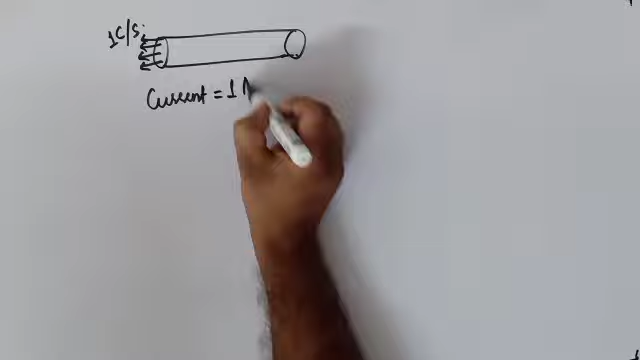 1C/s.
Current = 1